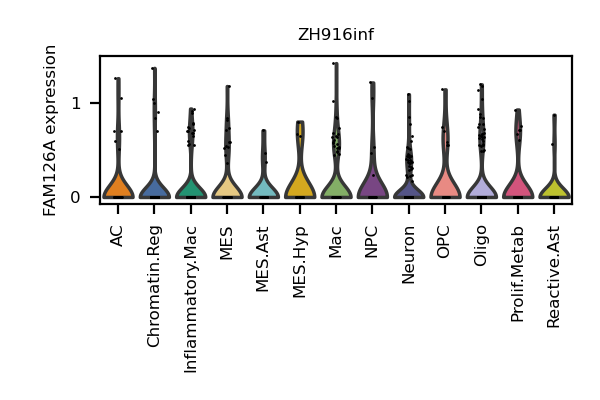 ZH916inf
FAM126A expression
1
0
AC
Chromatin.Reg
Inflammatory.Mac
MES
MES.Ast
MES.Hyp
Mac
NPC
Neuron
OPC
Oligo
Prolif.Metab
Reactive.Ast